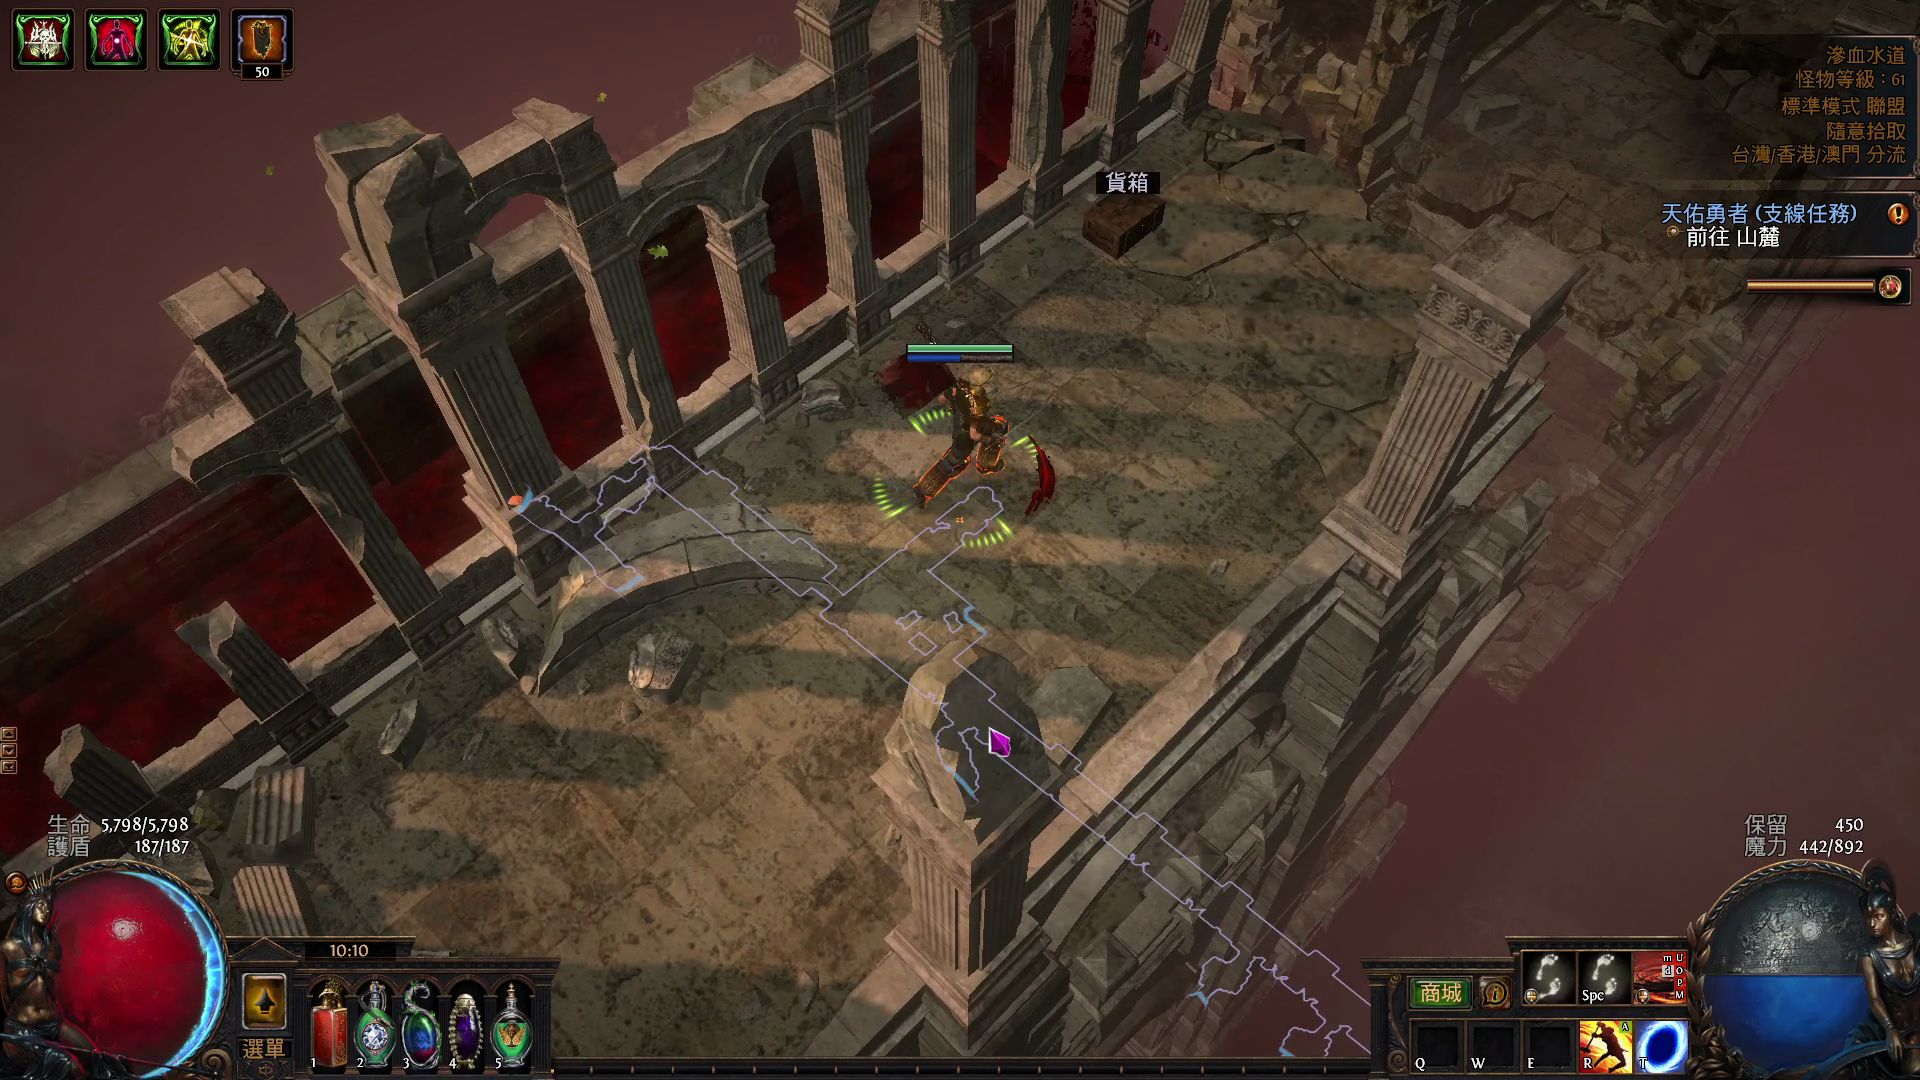 50
滲血水道
怪物等級：61
標準模式 聯盟
隨意拾取
台灣/香港/澳門 分流
貨箱
天佑勇者 (支線任務)
前往 山麓
生命 5,798/5,798
護盾 187/187
保留 450
魔力 442/892
10:10
選單
1 2 3 4 5
商城
Spc
Q W E R T
A